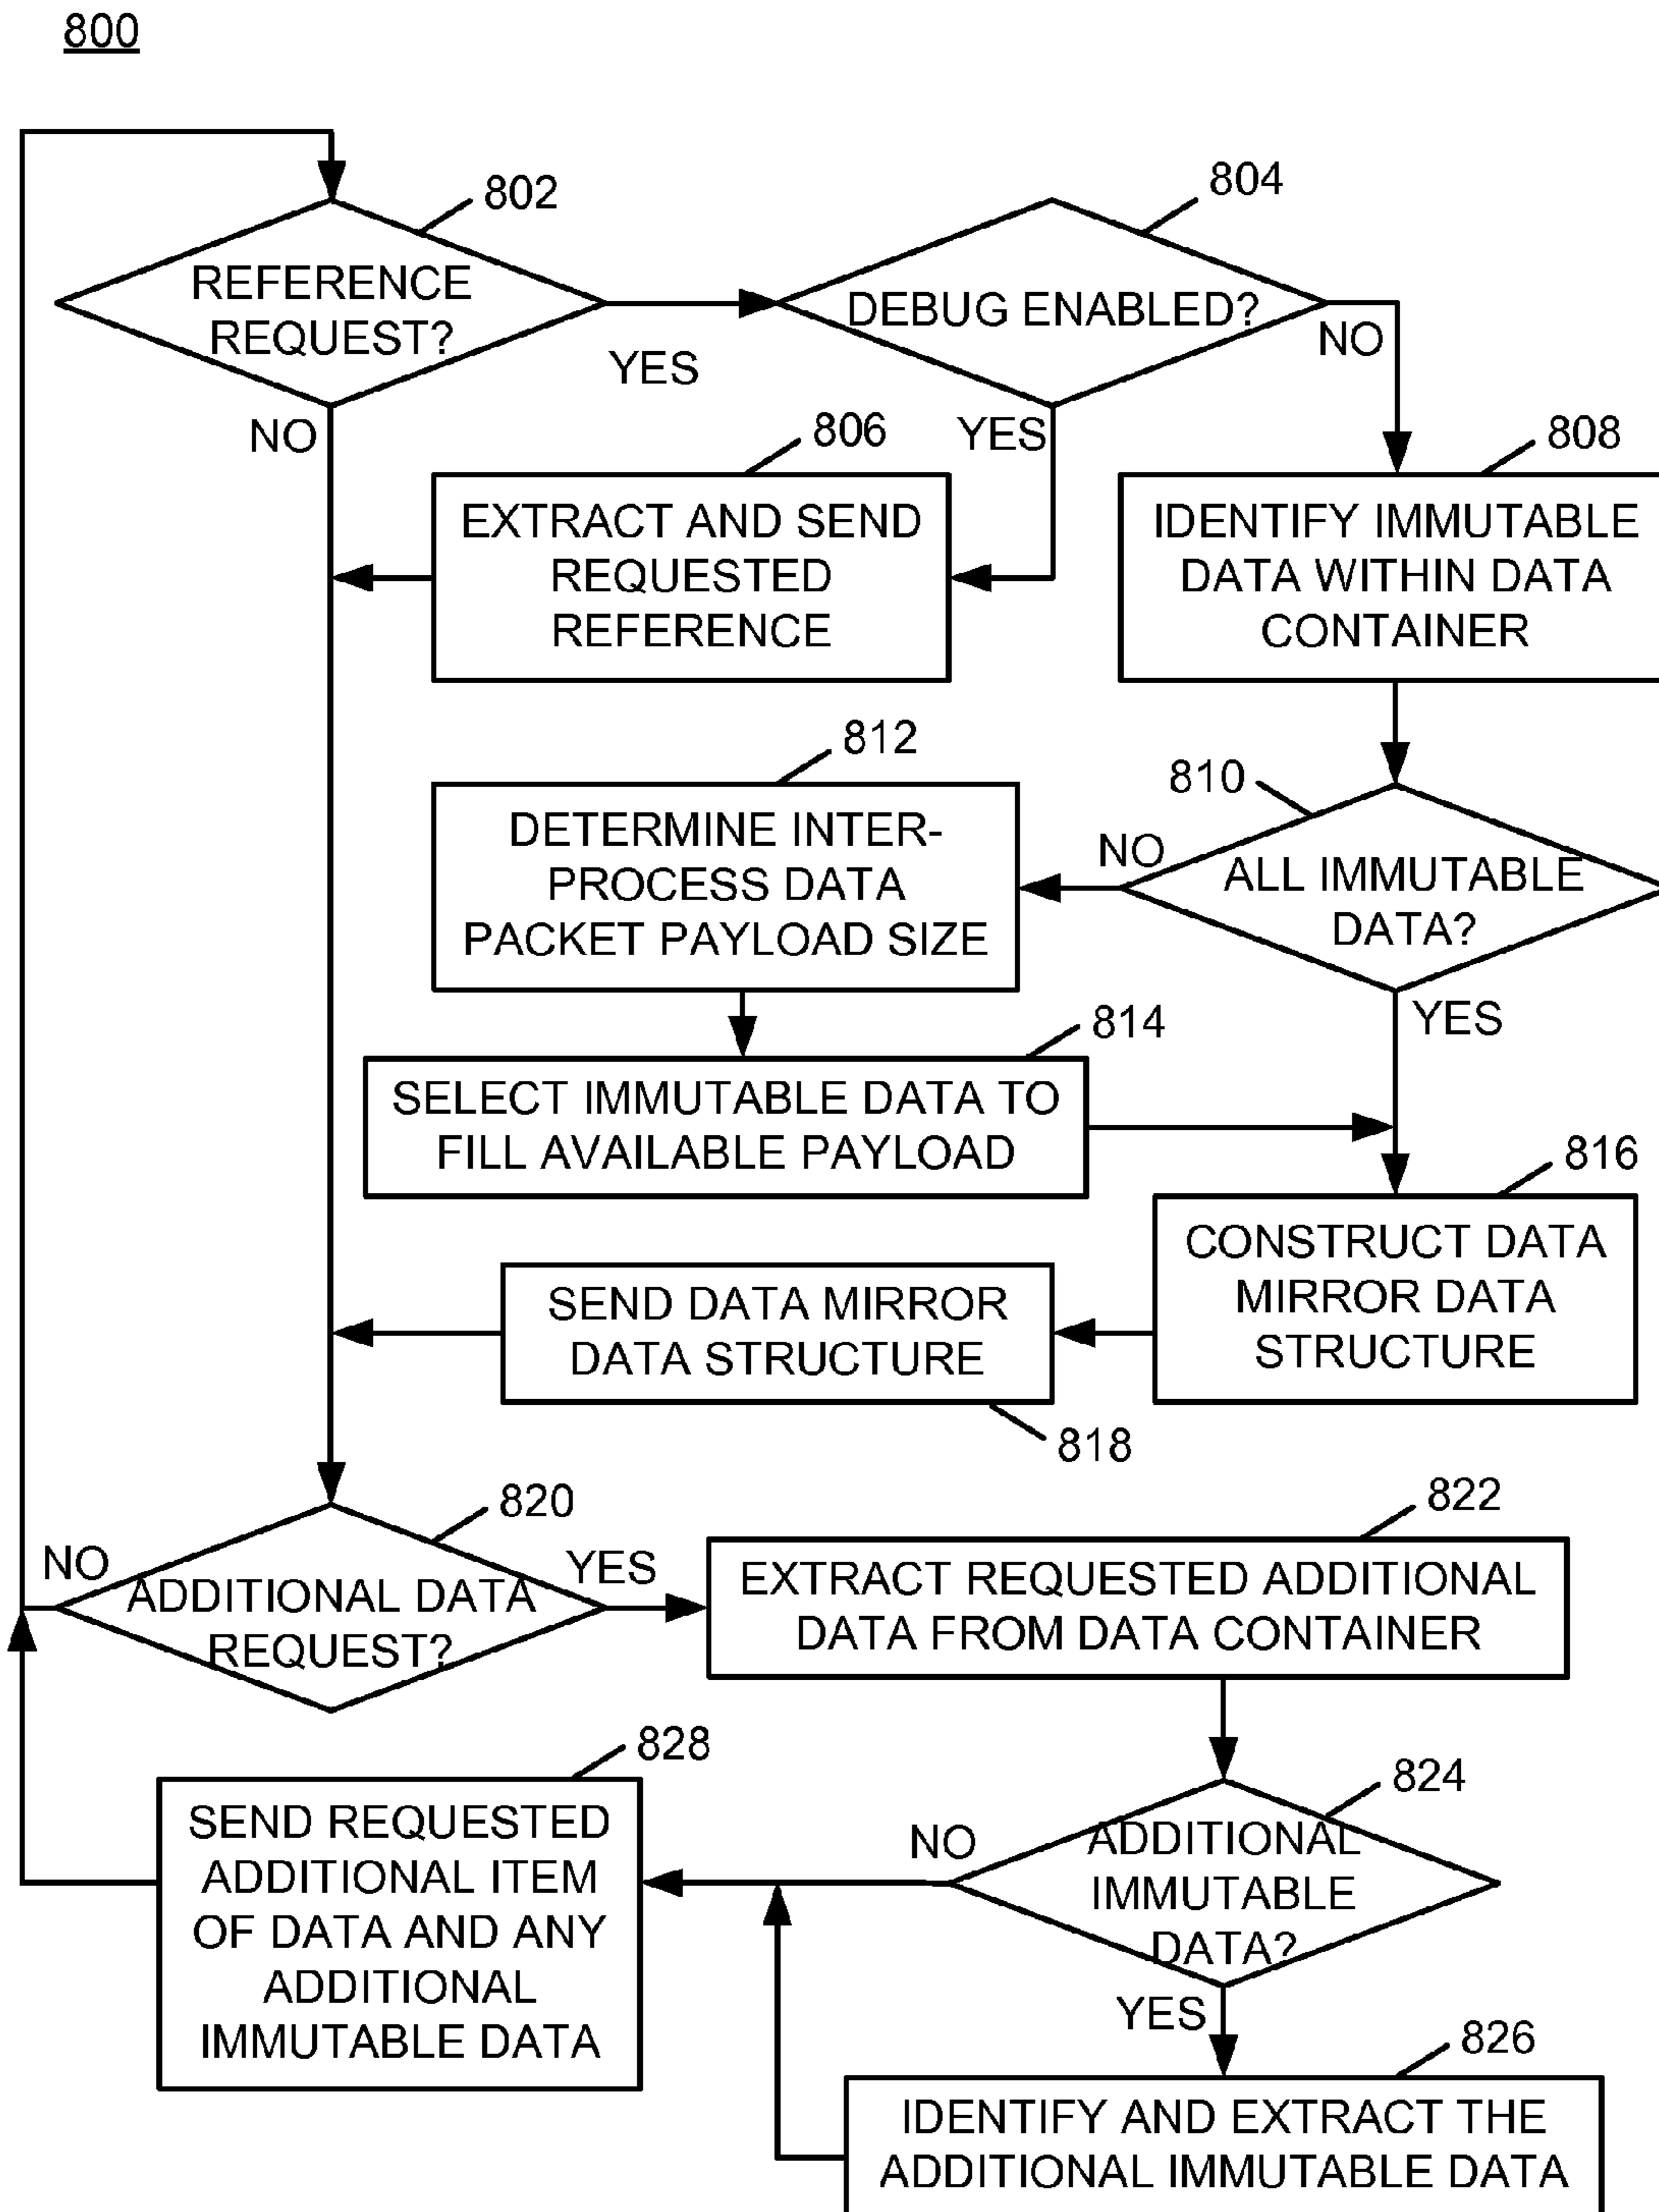 800
802
REFERENCE
REQUEST?
YES
NO
804
DEBUG ENABLED?
NO
YES
806
EXTRACT AND SEND
REQUESTED
REFERENCE
808
IDENTIFY IMMUTABLE
DATA WITHIN DATA
CONTAINER
810
ALL IMMUTABLE
DATA?
NO
YES
812
DETERMINE INTER-
PROCESS DATA
PACKET PAYLOAD SIZE
814
SELECT IMMUTABLE DATA TO
FILL AVAILABLE PAYLOAD
816
CONSTRUCT DATA
MIRROR DATA
STRUCTURE
SEND DATA MIRROR
DATA STRUCTURE
818
820
NO
YES
ADDITIONAL DATA
REQUEST?
822
EXTRACT REQUESTED ADDITIONAL
DATA FROM DATA CONTAINER
824
ADDITIONAL
IMMUTABLE
DATA?
NO
YES
826
IDENTIFY AND EXTRACT THE
ADDITIONAL IMMUTABLE DATA
828
SEND REQUESTED
ADDITIONAL ITEM
OF DATA AND ANY
ADDITIONAL
IMMUTABLE DATA